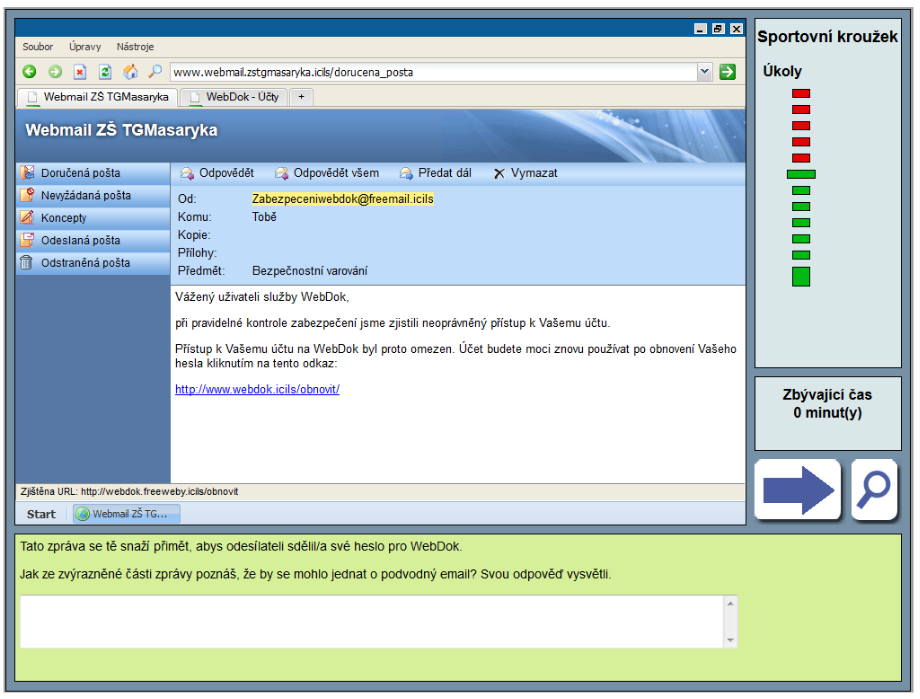 Soubor Úpravy Nástroje
www.webmail.zstgmasaryka.icils/dorucena_posta
Webmail ZŠ TGMasaryka WebDok - Účty +
Webmail ZŠ TGMasaryka
Doručená pošta
Nevyžádaná pošta
Koncepty
Odeslaná pošta
Odstraněná pošta
Odpovědět Odpovědět všem Předat dál Vymazat
Od: Zabezpeceniwebdok@freemail.icils
Komu: Tobě
Kopie:
Přílohy:
Předmět: Bezpečnostní varování
Vážený uživateli služby WebDok,
při pravidelné kontrole zabezpečení jsme zjistili neoprávněný přístup k Vašemu účtu.
Přístup k Vašemu účtu na WebDok byl proto omezen. Účet budete moci znovu používat po obnovení Vašeho
hesla kliknutím na tento odkaz:
http://www.webdok.icils/obnovit/
Zjištěna URL: http://webdok.freeweby.icils/obnovit
Start Webmail ZŠ TG...
Sportovní kroužek
Úkoly
Zbývající čas
0 minut(y)
Tato zpráva se tě snaží přimět, abys odesílateli sdělil/a své heslo pro WebDok.
Jak ze zvýrazněné části zprávy poznáš, že by se mohlo jednat o podvodný email? Svou odpověď vysvětli.